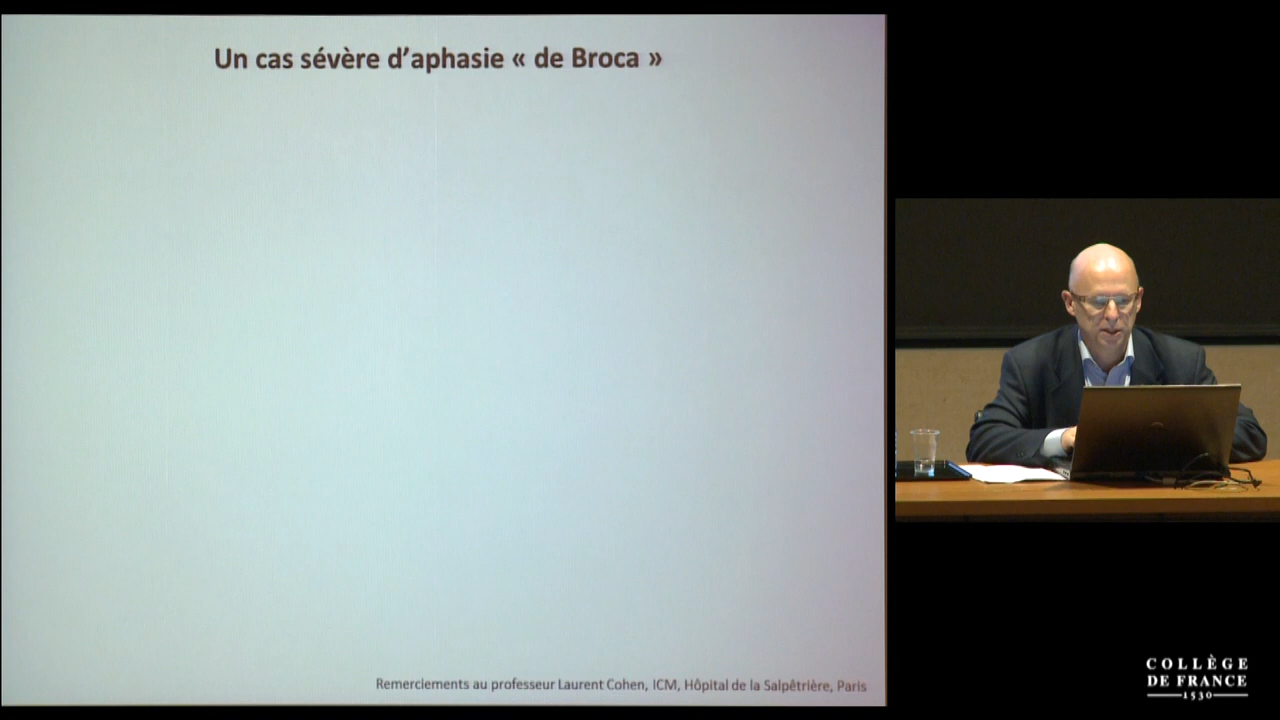 Un cas sévère d'aphasie « de Broca »
Remerciements au professeur Laurent Cohen, ICM, Hôpital de la Salpêtrière, Paris
COLLÈGE
DE FRANCE
1530